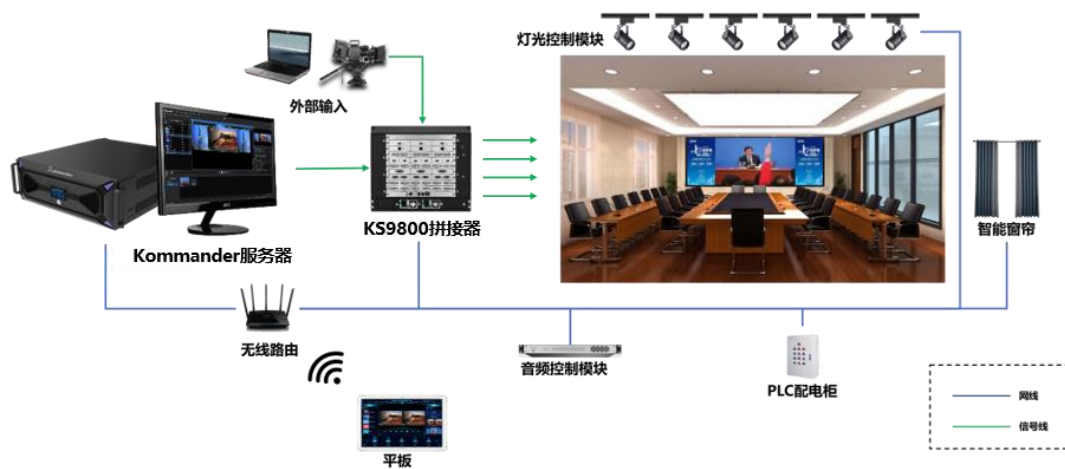 灯光控制模块
外部输入
KS9800拼接器
Kommander服务器
智能窗帘
无线路由
音频控制模块
PLC配电柜
网线
信号线
平板